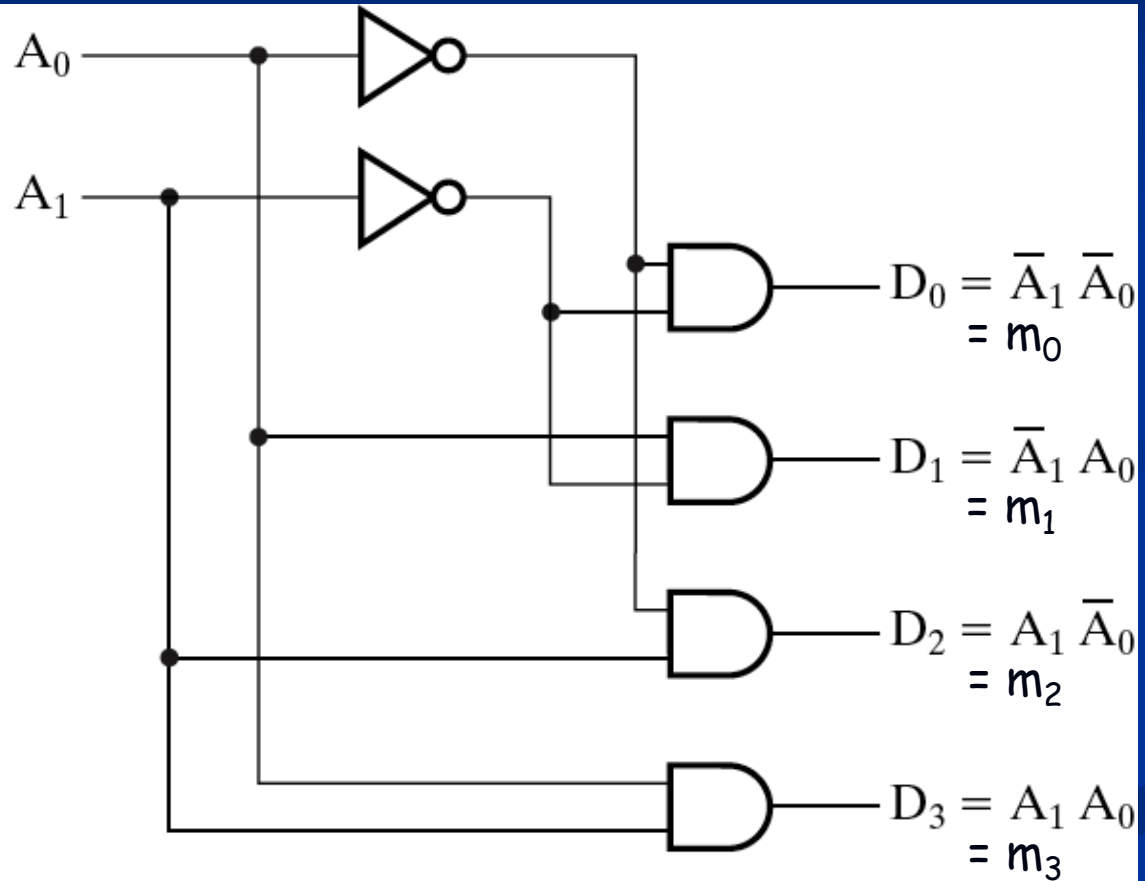 A₀
A₁
D₀ = A̅₁ A̅₀
= m₀
D₁ = A̅₁ A₀
= m₁
D₂ = A₁ A̅₀
= m₂
D₃ = A₁ A₀
= m₃